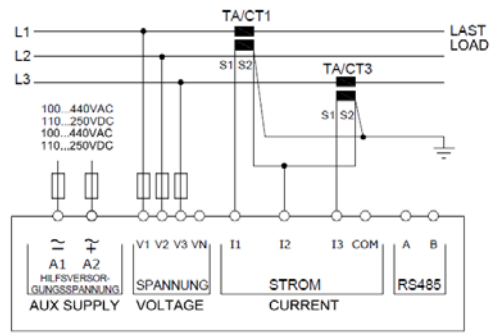 TA/CT1
L1 LAST
L2 LOAD
L3 S1 S2 TA/CT3
100...440VAC
110...250VDC
100...440VAC
110...250VDC
S1 S2
V1 V2 V3 VN I1 I2 I3 COM A B
A1 A2
HILFSVERSOR-
GUNGSSPANNUNG SPANNUNG STROM RS485
AUX SUPPLY VOLTAGE CURRENT